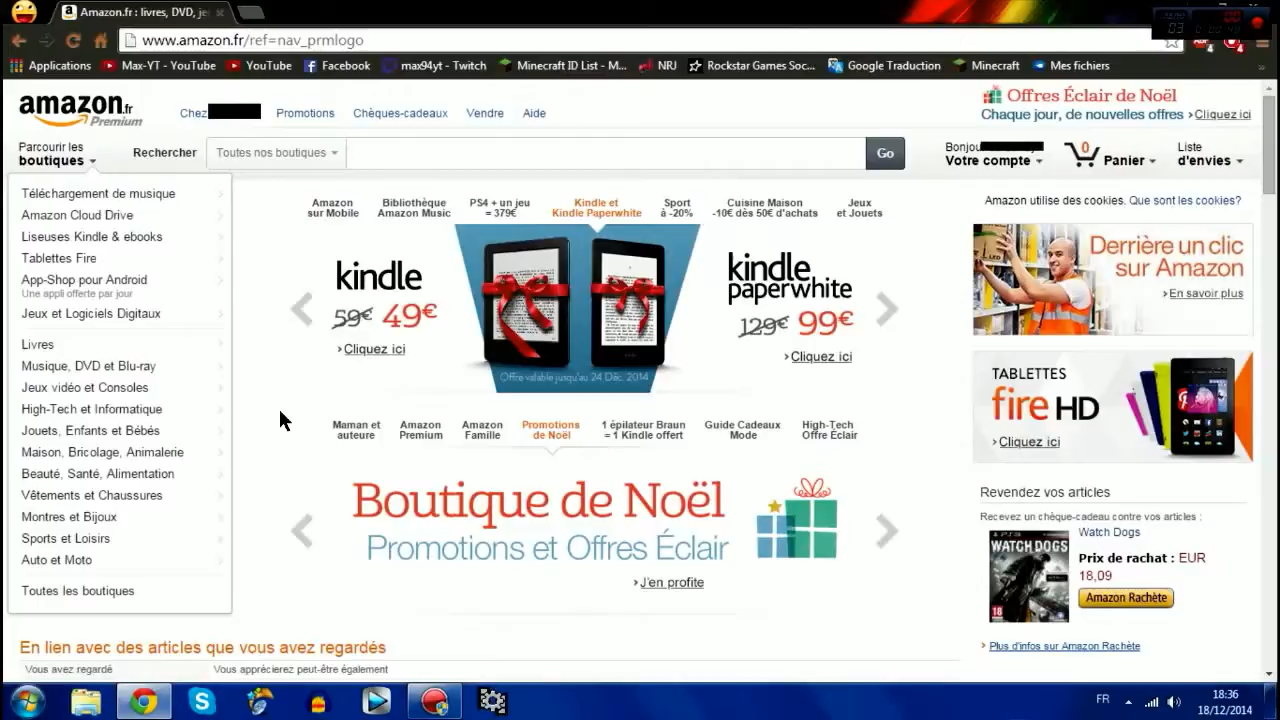 Amazon.fr : livres, DVD, je
www.amazon.fr/ref=nav_prmlogo
Applications
Max-YT - YouTube
YouTube
Facebook
max94yt - Twitch
Minecraft ID List - M...
NRJ
Rockstar Games Soc...
Google Traduction
Minecraft
Mes fichiers
amazon.fr
Premium
Chez
Promotions
Chèques-cadeaux
Vendre
Aide
Offres Éclair de Noël
Chaque jour, de nouvelles offres › Cliquez ici
Parcourir les
boutiques
Rechercher
Toutes nos boutiques
Go
Bonjou
Votre compte
0
Panier
Liste
d'envies
Téléchargement de musique
Amazon Cloud Drive
Liseuses Kindle & ebooks
Tablettes Fire
App-Shop pour Android
Une appli offerte par jour
Jeux et Logiciels Digitaux
Livres
Musique, DVD et Blu-ray
Jeux vidéo et Consoles
High-Tech et Informatique
Jouets, Enfants et Bébés
Maison, Bricolage, Animalerie
Beauté, Santé, Alimentation
Vêtements et Chaussures
Montres et Bijoux
Sports et Loisirs
Auto et Moto
Toutes les boutiques
Amazon
sur Mobile
Bibliothèque
Amazon Music
PS4 + un jeu
= 379€
Kindle et
Kindle Paperwhite
Sport
à -20%
Cuisine Maison
-10€ dès 50€ d'achats
Jeux
et Jouets
kindle
59€ 49€
›Cliquez ici
kindle
paperwhite
129€ 99€
›Cliquez ici
Offre valable jusqu'au 24 Déc. 2014
Maman et
auteure
Amazon
Premium
Amazon
Famille
Promotions
de Noël
1 épilateur Braun
= 1 Kindle offert
Guide Cadeaux
Mode
High-Tech
Offre Éclair
Boutique de Noël
Promotions et Offres Éclair
›J'en profite
Amazon utilise des cookies. Que sont les cookies?
Derrière un clic
sur Amazon
›En savoir plus
TABLETTES
fire HD
›Cliquez ici
Revendez vos articles
Recevez un chèque-cadeau contre vos articles :
WATCH DOGS
18
Watch Dogs
Prix de rachat : EUR
18,09
Amazon Rachète
› Plus d'infos sur Amazon Rachète
En lien avec des articles que vous avez regardés
Vous avez regardé
Vous apprécierez peut-être également
FR
18:36
18/12/2014